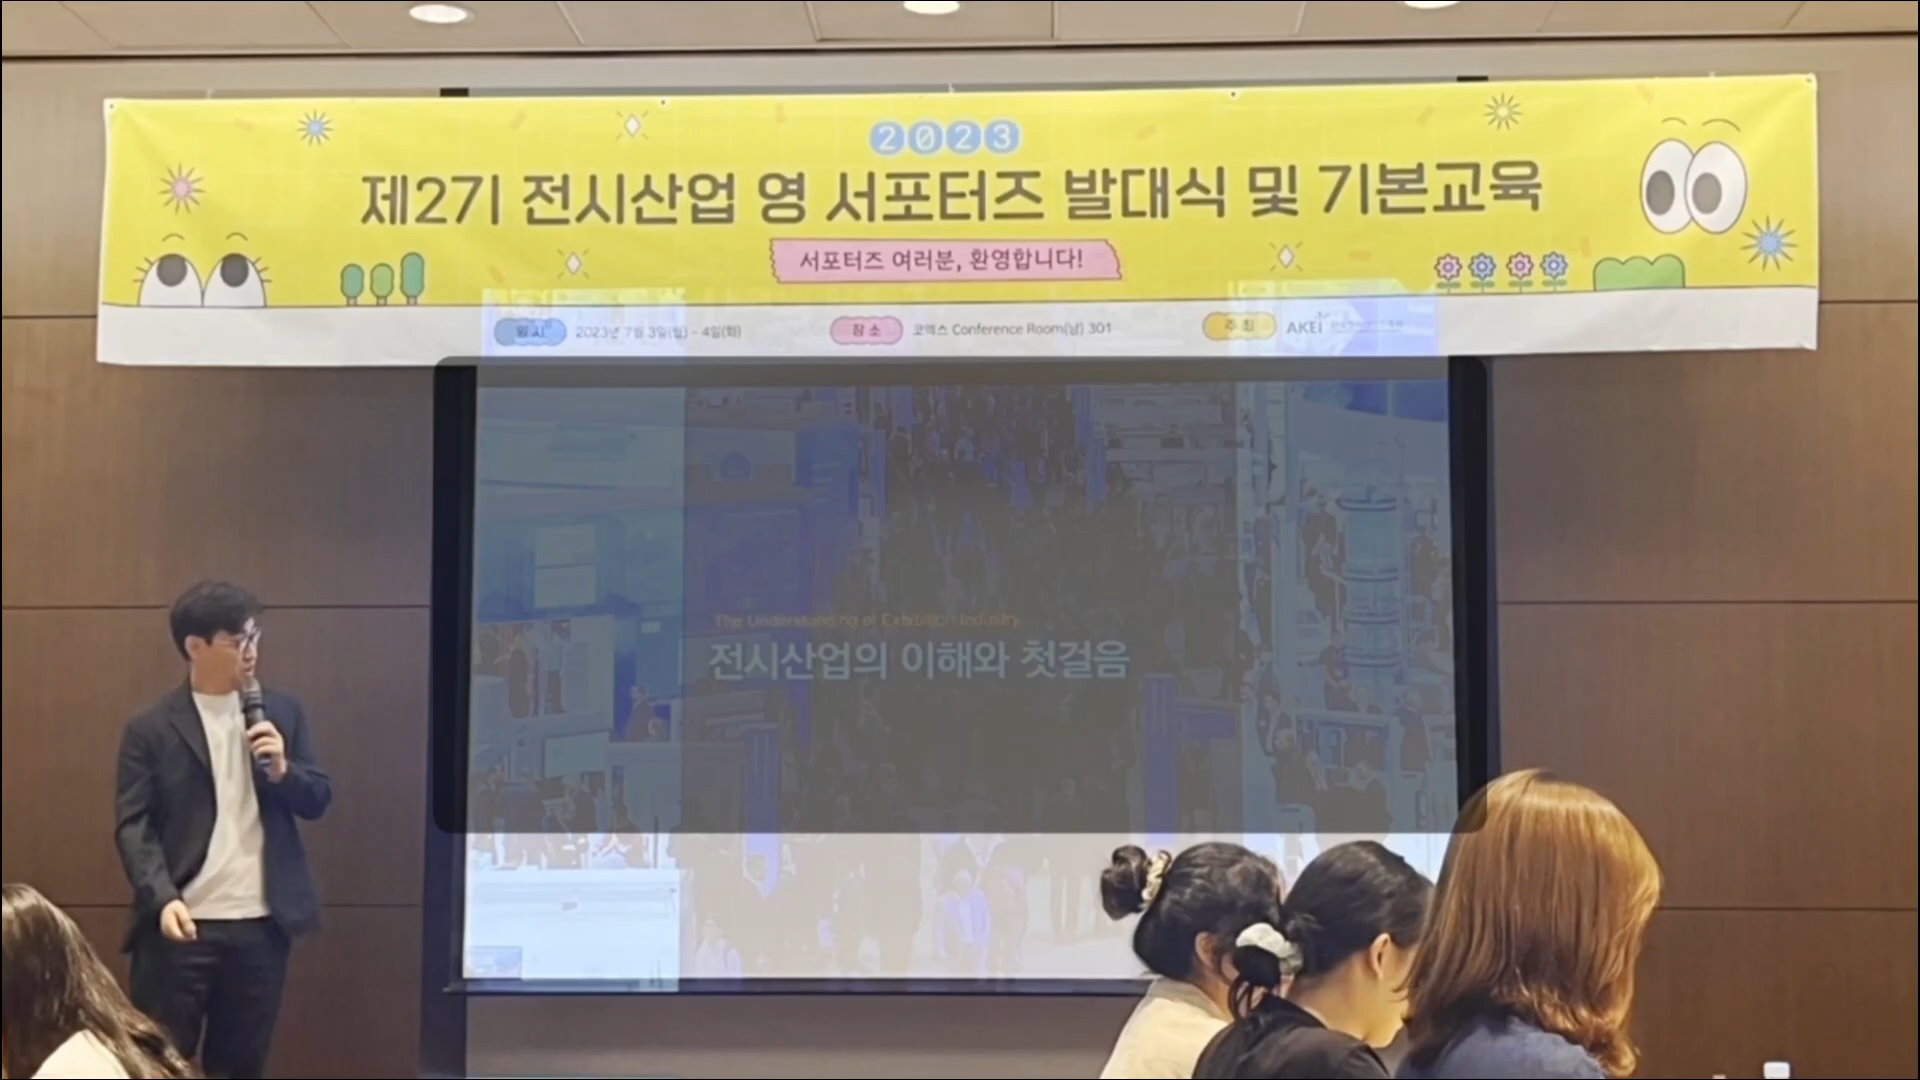 2023
제2기 전시산업 영 서포터즈 발대식 및 기본교육
서포터즈 여러분, 환영합니다!
일 시 2023년 7월 3일(월) - 4일(화) 장 소 코엑스 Conference Room(남) 301 주 최 AKEI
The Understanding of Exhibition Industry
전시산업의 이해와 첫걸음